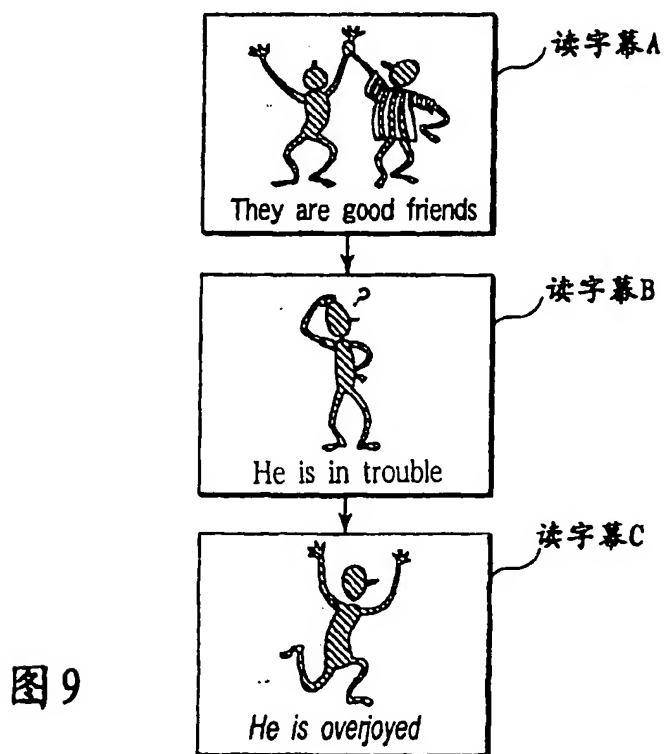 读字幕A
They are good friends
?
读字幕B
He is in trouble
读字幕C
He is overjoyed
图9